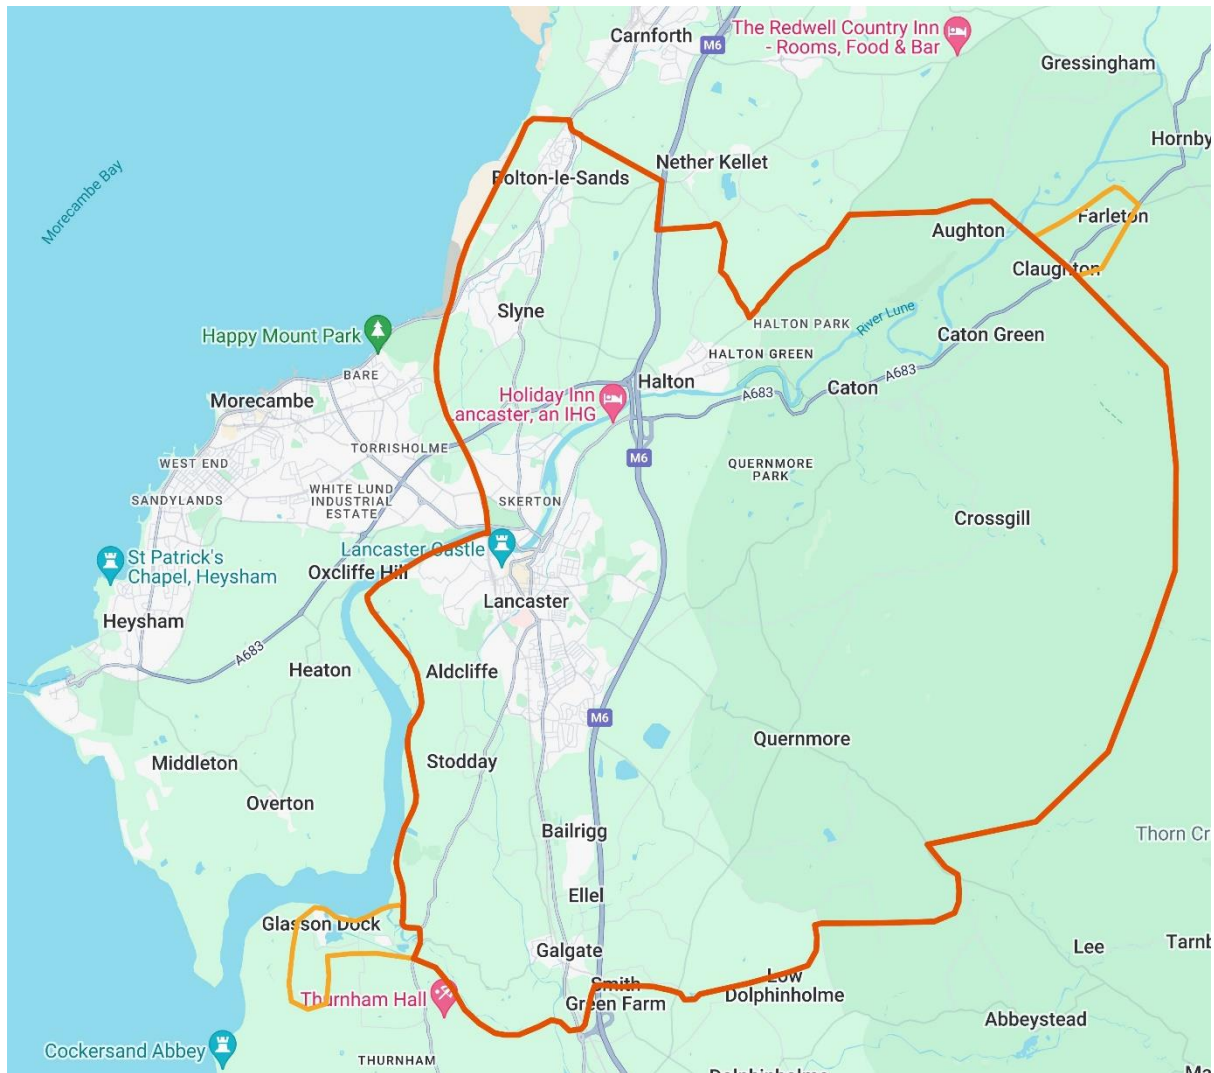 Carnforth
M6
The Redwell Country Inn
- Rooms, Food & Bar
Gressingham
Hornby
Nether Kellet
Bolton-le-Sands
Morecambe Bay
Farleton
Aughton
Claughton
Slyne
HALTON PARK
River Lune
Happy Mount Park
BARE
HALTON GREEN
Caton Green
Halton
A683
Caton
A683
Holiday Inn
Lancaster, an IHG
Morecambe
TORRISHOLME
WEST END
M6
QUERNMORE
PARK
SANDYLANDS
WHITE LUND
INDUSTRIAL
ESTATE
SKERTON
Crossgill
Lancaster Castle
St Patrick's
Chapel, Heysham
Oxcliffe Hill
Lancaster
Heysham
A683
Heaton
Aldcliffe
M6
Quernmore
Middleton
Stodday
Overton
Bailrigg
Thorn Cr
Ellel
Glasson Dock
Galgate
Lee
Tarnb
Smith
Green Farm
Low
Dolphinholme
Thurnham Hall
Abbeystead
Cockersand Abbey
THURNHAM
Dolphinholme
Ma